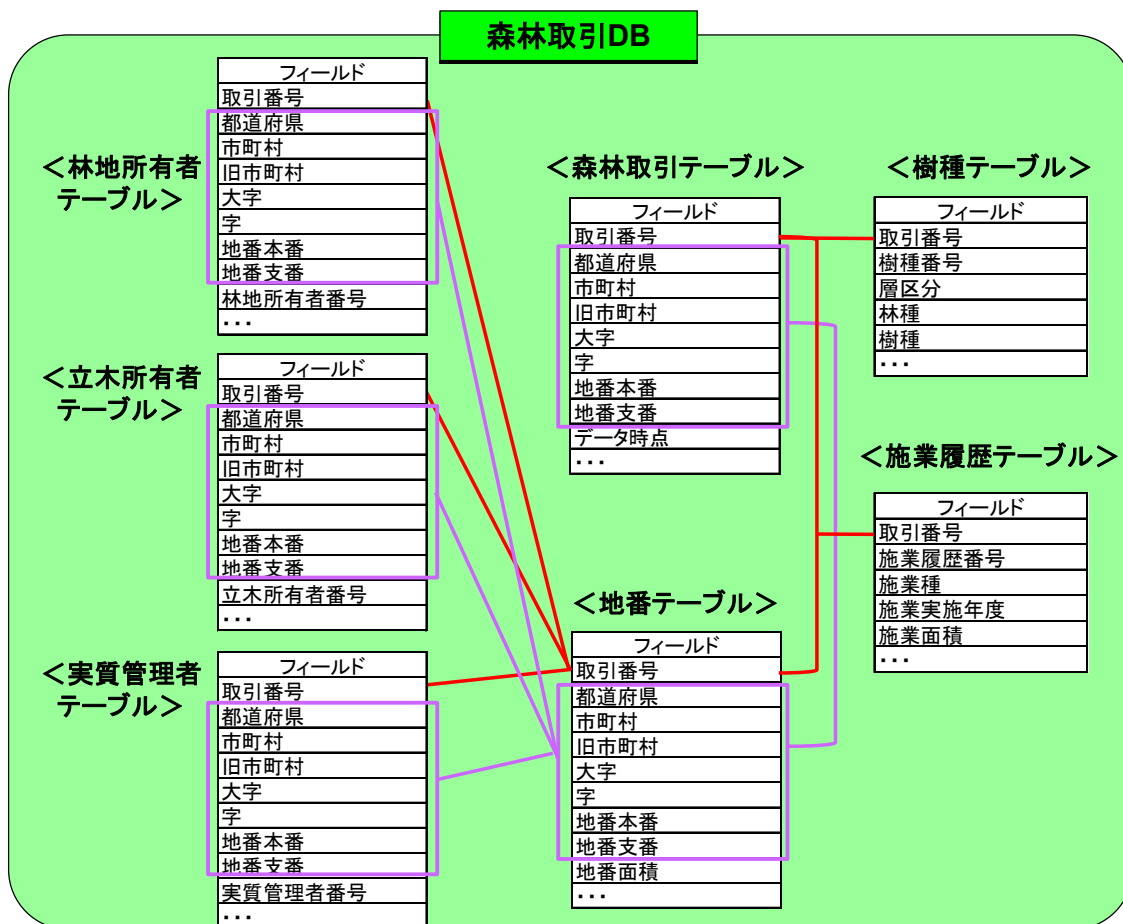 森林取引DB
＜林地所有者
テーブル＞
フィールド
取引番号
都道府県
市町村
旧市町村
大字
字
地番本番
地番支番
林地所有者番号
・・・
＜立木所有者
テーブル＞
フィールド
取引番号
都道府県
市町村
旧市町村
大字
字
地番本番
地番支番
立木所有者番号
・・・
＜実質管理者
テーブル＞
フィールド
取引番号
都道府県
市町村
旧市町村
大字
字
地番本番
地番支番
実質管理者番号
・・・
＜森林取引テーブル＞
フィールド
取引番号
都道府県
市町村
旧市町村
大字
字
地番本番
地番支番
データ時点
・・・
＜地番テーブル＞
フィールド
取引番号
都道府県
市町村
旧市町村
大字
字
地番本番
地番支番
地番面積
・・・
＜樹種テーブル＞
フィールド
取引番号
樹種番号
層区分
林種
樹種
・・・
＜施業履歴テーブル＞
フィールド
取引番号
施業履歴番号
施業種
施業実施年度
施業面積
・・・